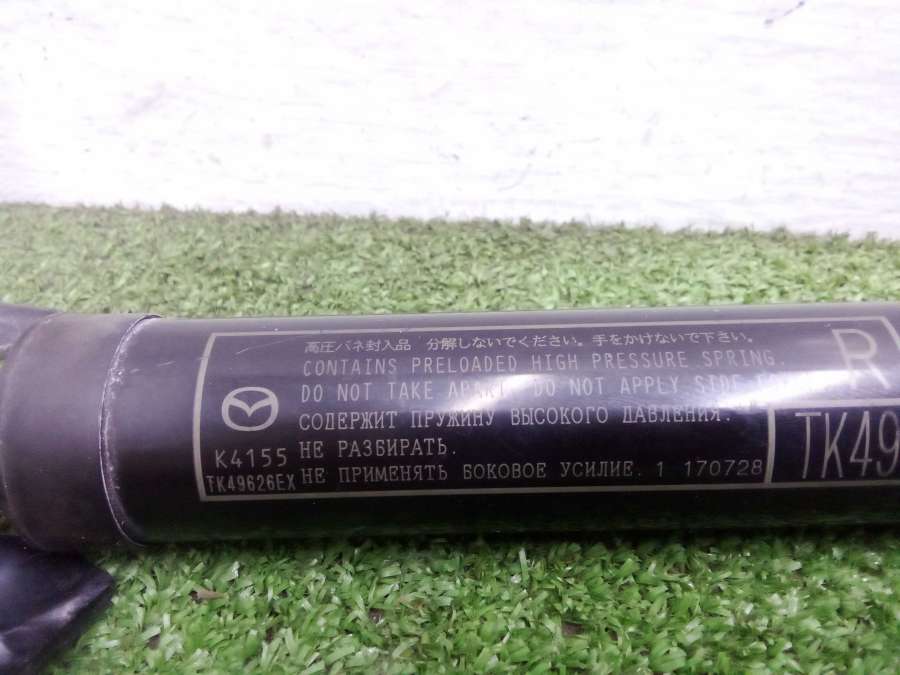 高圧バネ封入品 分解しないでください。手をかけないで下さい。
CONTAINS PRELOADED HIGH PRESSURE SPRING.
DO NOT TAKE APART. DO NOT APPLY SIDE
СОДЕРЖИТ ПРУЖИНУ ВЫСОКОГО ДАВЛЕНИЯ.
K4155 НЕ РАЗБИРАТЬ.
TK49626EX НЕ ПРИМЕНЯТЬ БОКОВОЕ УСИЛИЕ. 1 170728
R
TK49